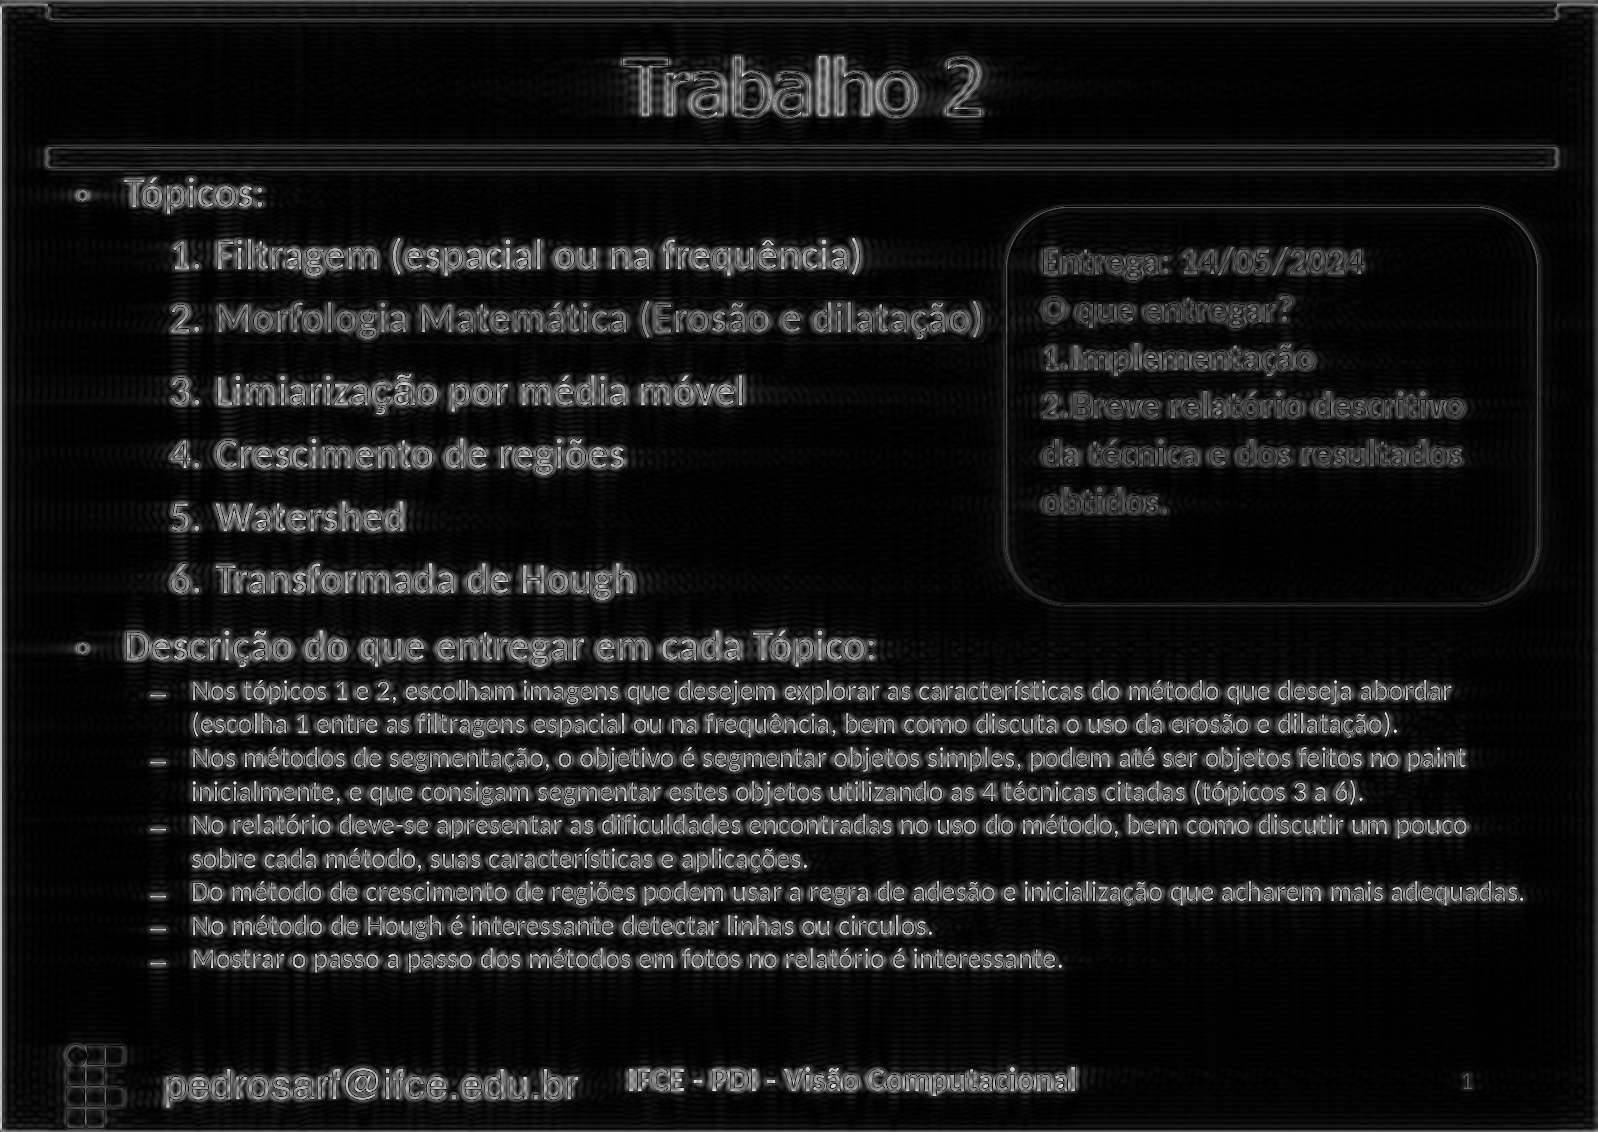 Trabalho 2
• Tópicos:
1. Filtragem (espacial ou na frequência)
2. Morfologia Matemática (Erosão e dilatação)
3. Limiarização por média móvel
4. Crescimento de regiões
5. Watershed
6. Transformada de Hough
Entrega: 14/05/2024
O que entregar?
1.Implementação
2.Breve relatório descritivo
da técnica e dos resultados
obtidos.
• Descrição do que entregar em cada Tópico:
– Nos tópicos 1 e 2, escolham imagens que desejem explorar as características do método que deseja abordar
(escolha 1 entre as filtragens espacial ou na frequência, bem como discuta o uso da erosão e dilatação).
– Nos métodos de segmentação, o objetivo é segmentar objetos simples, podem até ser objetos feitos no paint
inicialmente, e que consigam segmentar estes objetos utilizando as 4 técnicas citadas (tópicos 3 a 6).
– No relatório deve-se apresentar as dificuldades encontradas no uso do método, bem como discutir um pouco
sobre cada método, suas características e aplicações.
– Do método de crescimento de regiões podem usar a regra de adesão e inicialização que acharem mais adequadas.
– No método de Hough é interessante detectar linhas ou circulos.
– Mostrar o passo a passo dos métodos em fotos no relatório é interessante.
pedrosarf@ifce.edu.br
IFCE - PDI - Visão Computacional
1